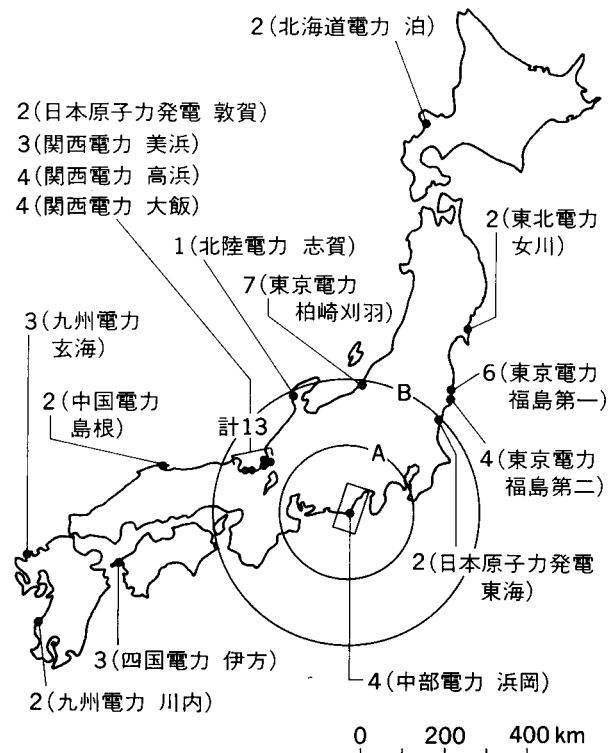 2(北海道電力 泊)
2(日本原子力発電 敦賀)
3(関西電力 美浜)
4(関西電力 高浜)
4(関西電力 大飯)
1(北陸電力 志賀)
2(東北電力
女川)
7(東京電力
柏崎刈羽)
3(九州電力
玄海)
2(中国電力
島根)
計13
B
A
6(東京電力
福島第一)
4(東京電力
福島第二)
2(日本原子力発電
東海)
3(四国電力 伊方)
4(中部電力 浜岡)
2(九州電力 川内)
0 200 400 km